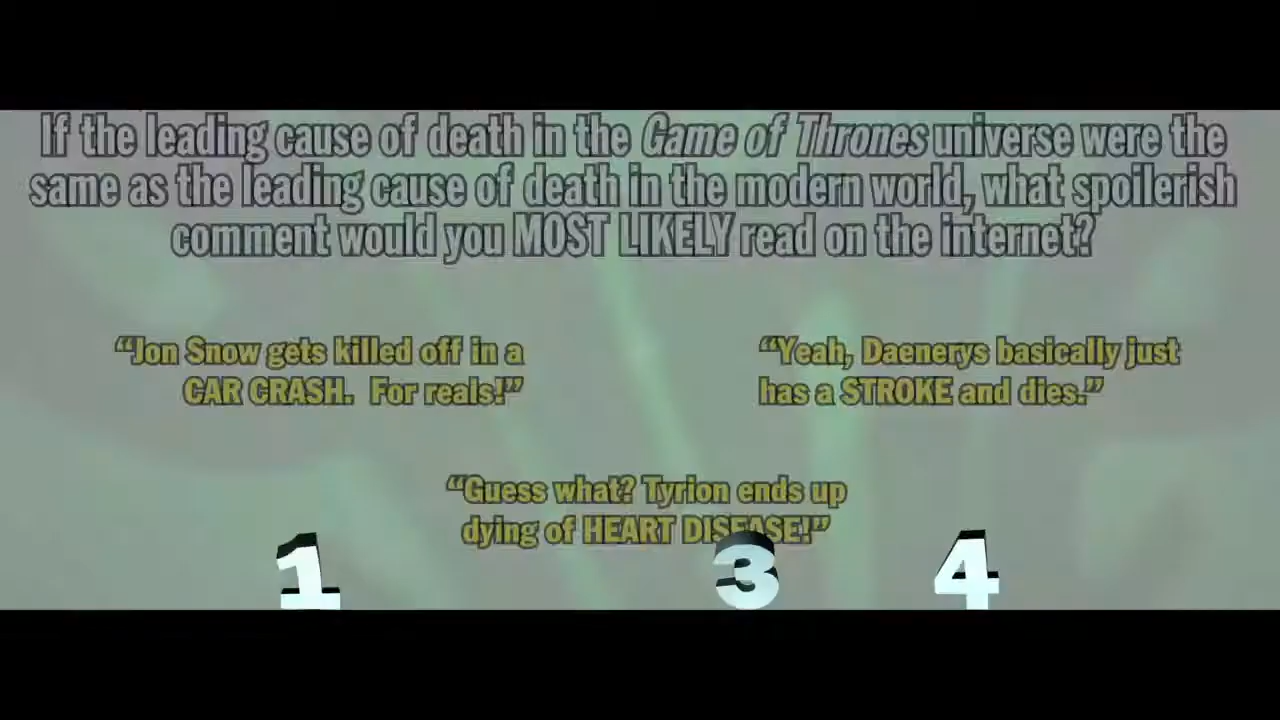 If the leading cause of death in the Game of Thrones universe were the
same as the leading cause of death in the modern world, what spoilerish
comment would you MOST LIKELY read on the internet?
“Jon Snow gets killed off in a
CAR CRASH. For reals!”
“Yeah, Daenerys basically just
has a STROKE and dies.”
“Guess what? Tyrion ends up
dying of HEART DISEASE!”
1 3 4